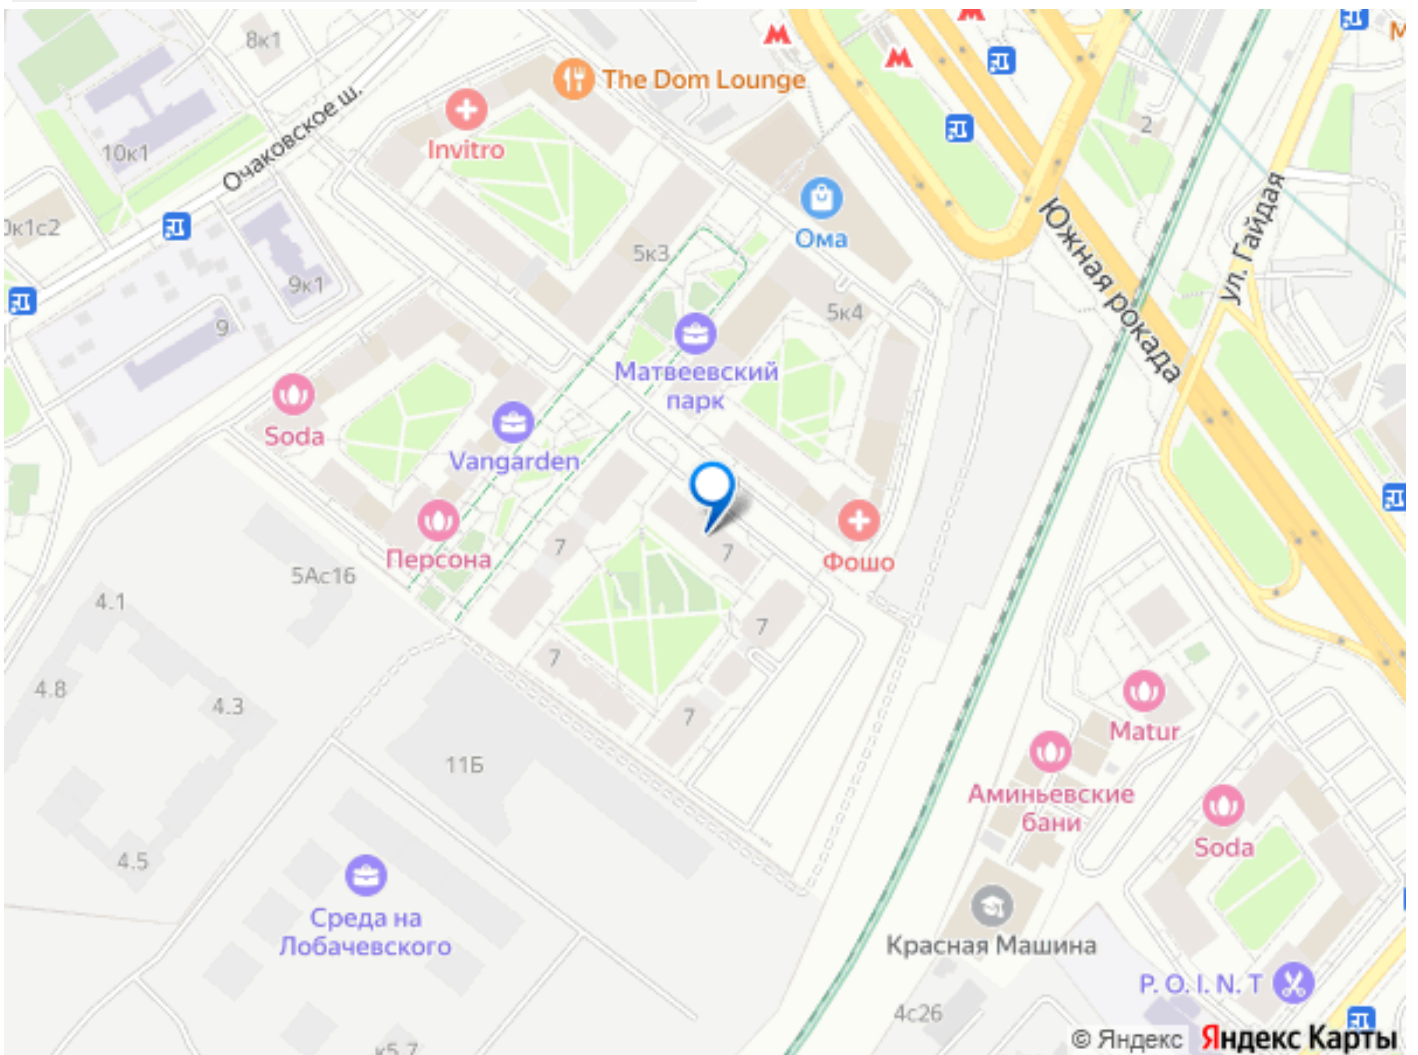 8к1
The Dom Lounge
Invitro
Очаковское ш.
10к1
2
Ома
ул. Гайдая
Южная рокада
0к1с2
5к3
9к1
9
5к4
Матвеевский
парк
Soda
Vangarden
Персона
7
7
Фошо
5Ас16
4.1
7
7
4.8
4.3
7
11Б
Matur
Аминьевские
бани
Soda
4.5
Среда на
Лобачевского
Красная Машина
P. O. I. N. T
4с26
к5.7
© Яндекс Яндекс Карты